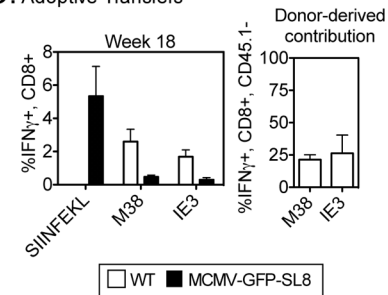 Adoptive Transfers
Week 18
%IFNγ+, CD8+
8
6
4
2
0
SIINFEKL
M38
IE3
Donor-derived
contribution
%IFNγ+, CD8+, CD45.1-
100
75
50
25
0
M38
IE3
WT
MCMV-GFP-SL8